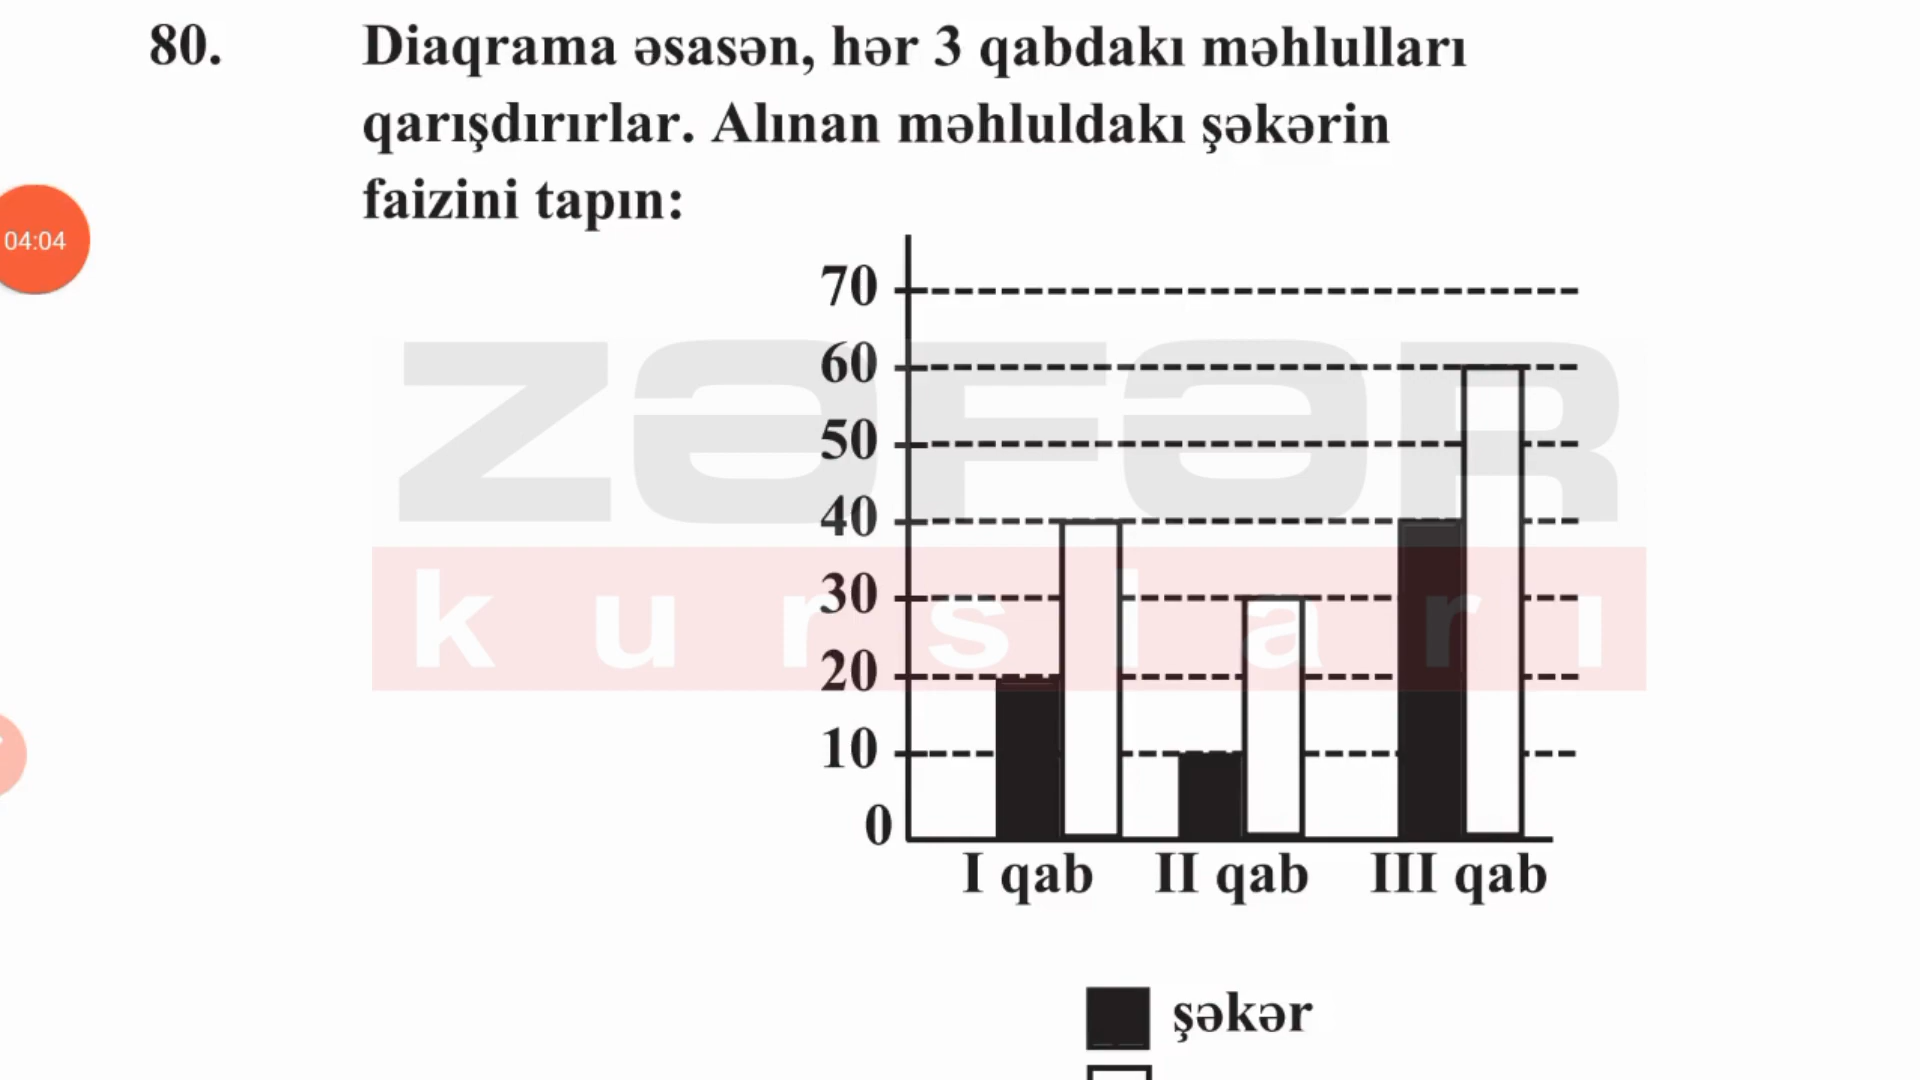 80. Diaqrama əsasən, hər 3 qabdakı məhlulları
qarışdırırlar. Alınan məhluldakı şəkərin
faizini tapın:
04:04
70
60
50
40
30
20
10
0
I qab II qab III qab
şəkər
ZƏFƏR
kursları